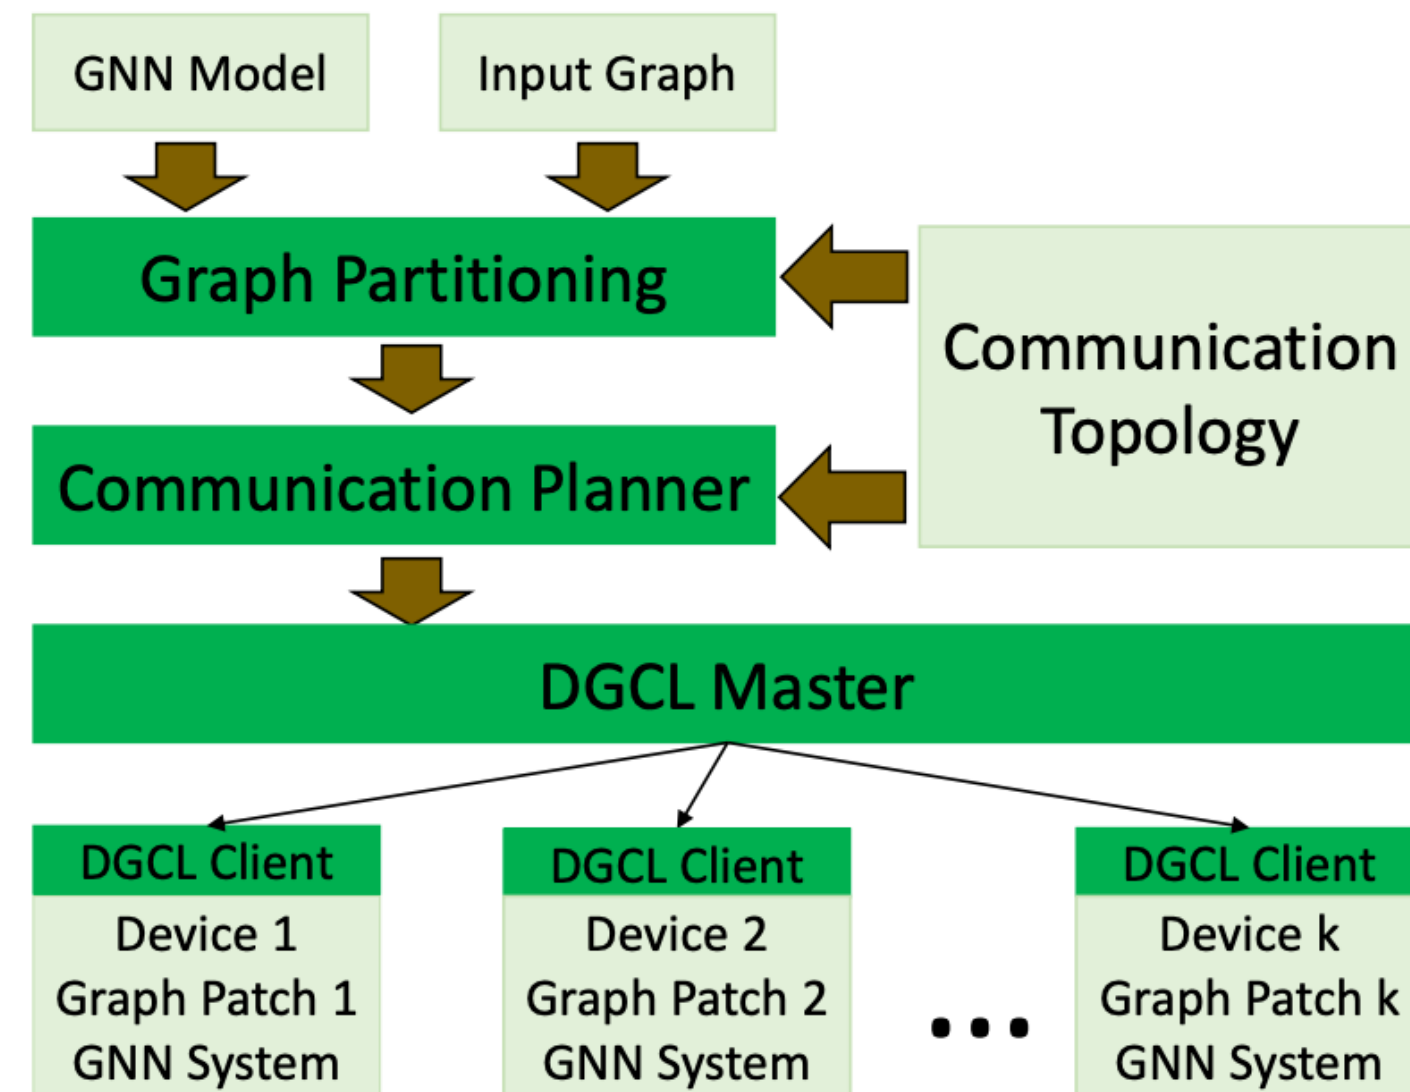 GNN Model
Input Graph
Graph Partitioning
Communication
Topology
Communication Planner
DGCL Master
DGCL Client
Device 1
Graph Patch 1
GNN System
DGCL Client
Device 2
Graph Patch 2
GNN System
...
DGCL Client
Device k
Graph Patch k
GNN System